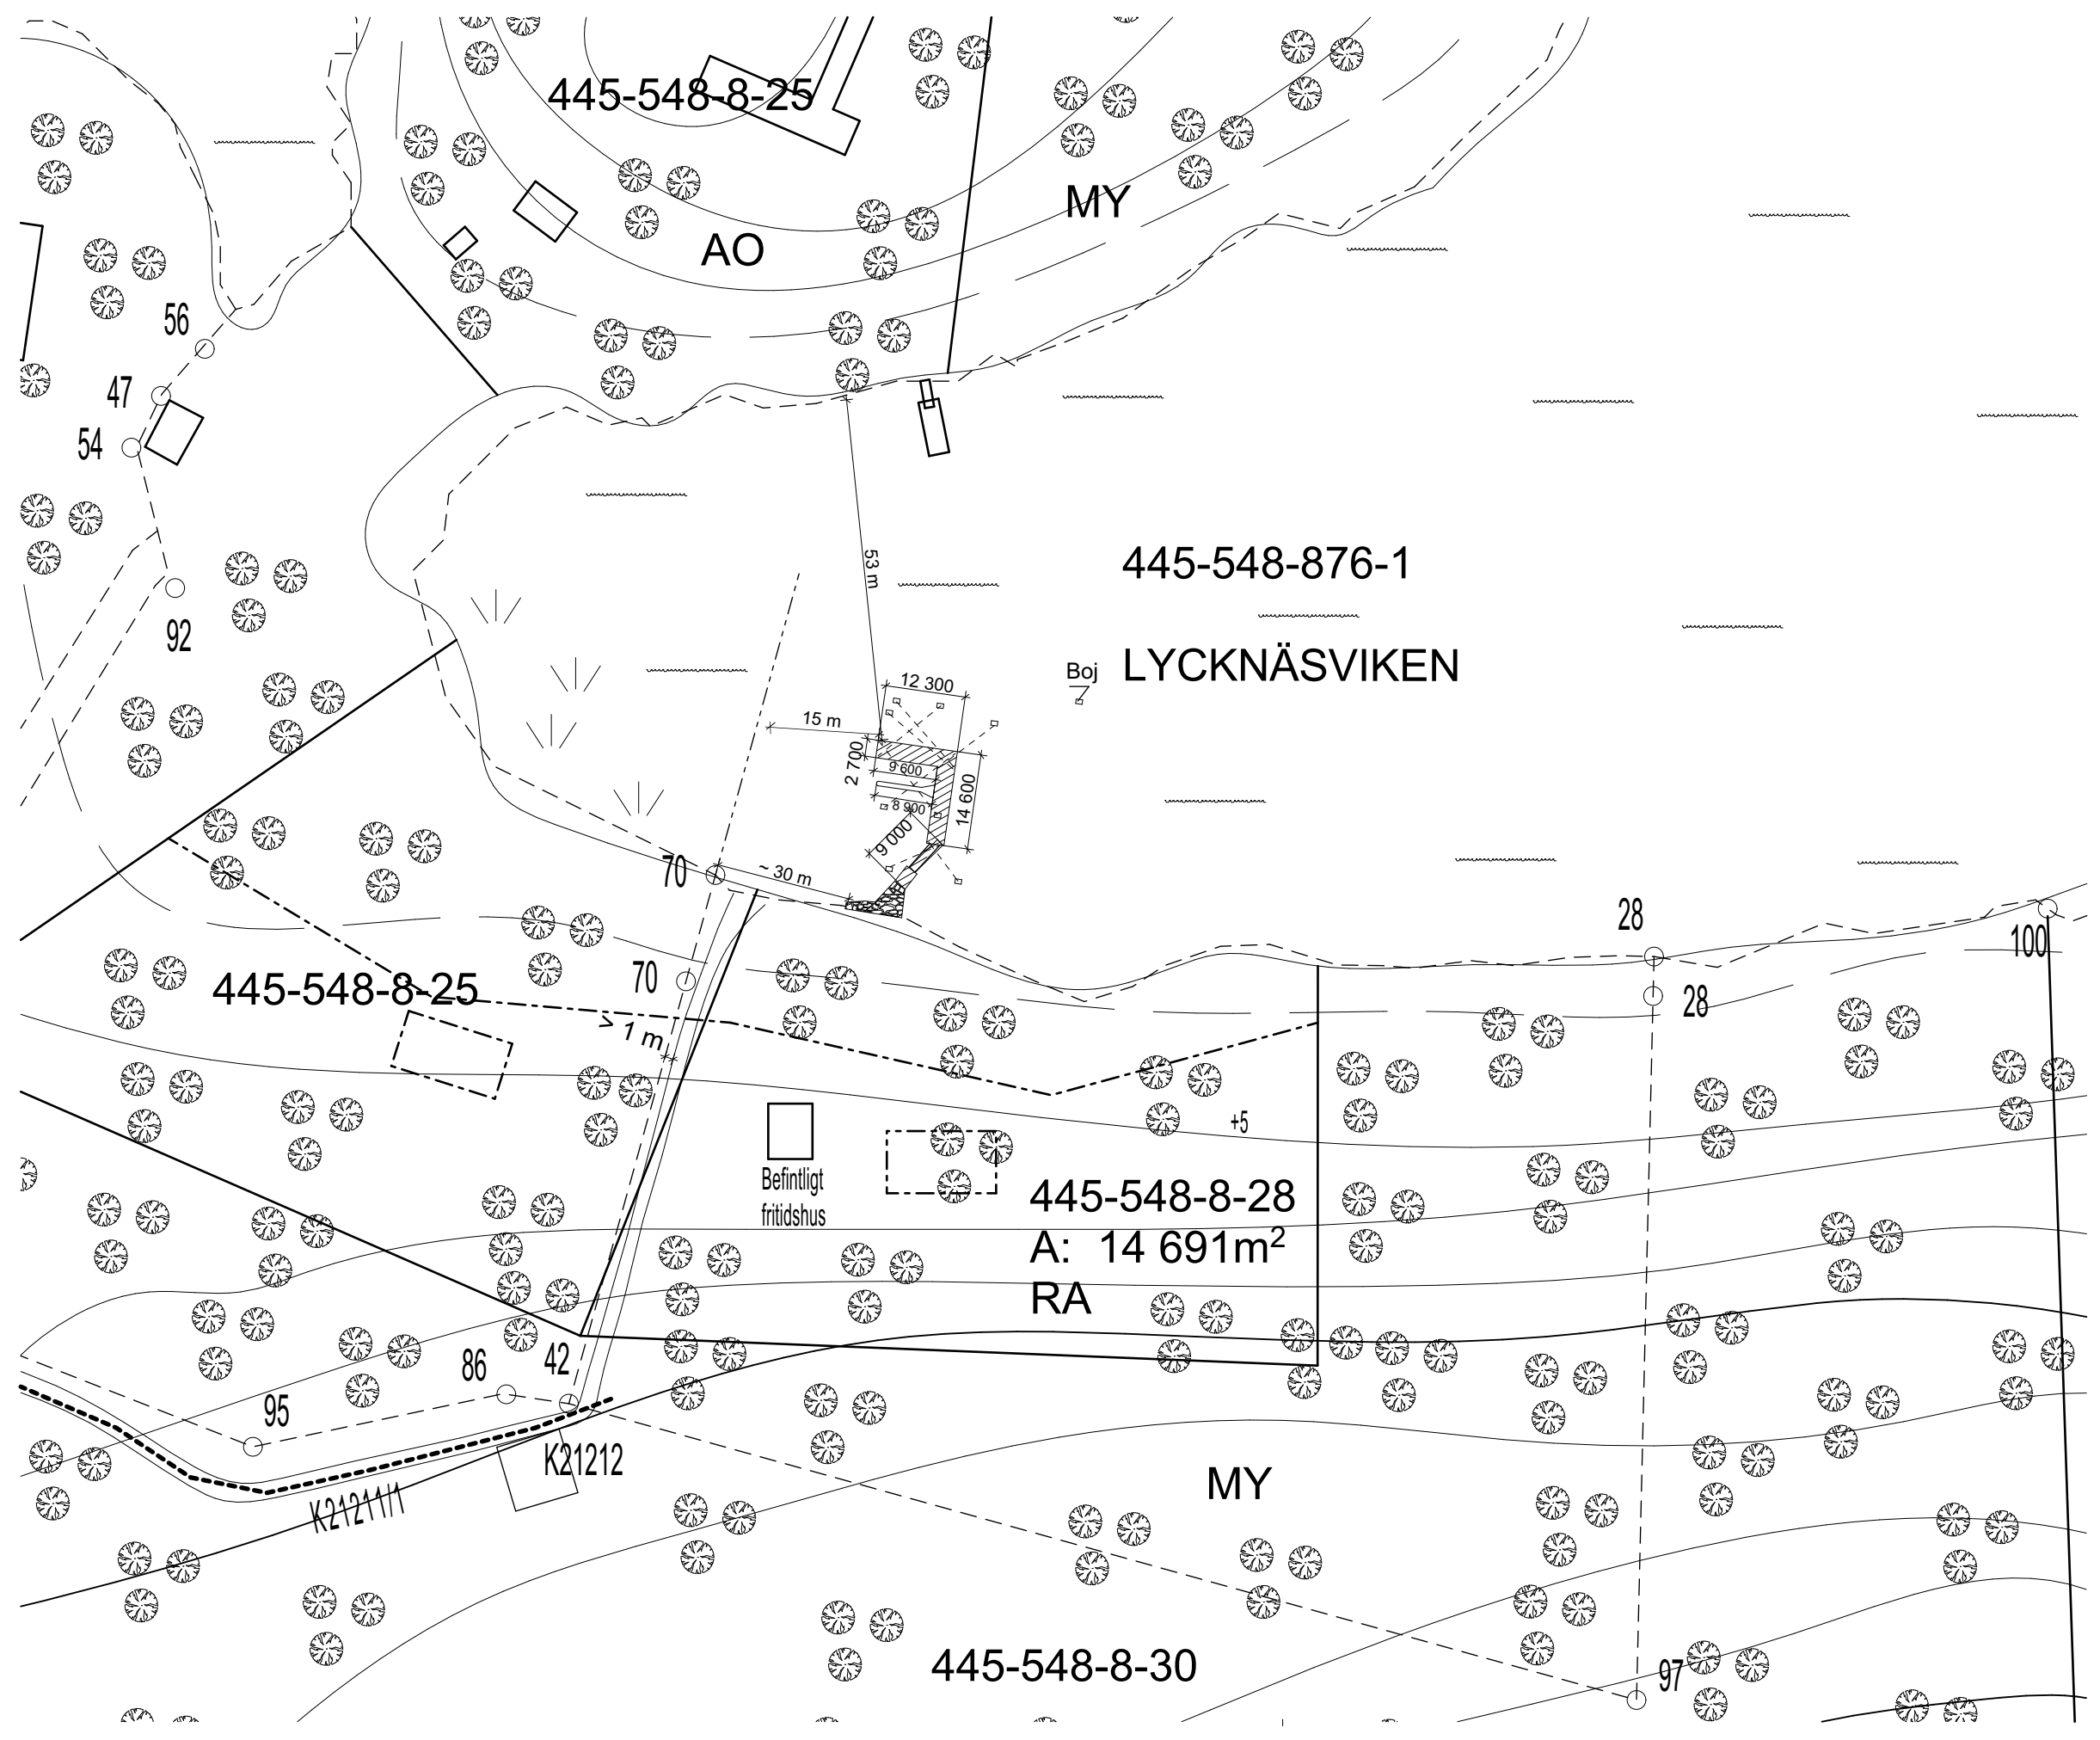 445-548-8-25
MY
AO
56
47
54
53 m
445-548-876-1
92
Boj
LYCKNÄSVIKEN
12 300
15 m
2 700
9 600
14 600
8 900
9 000
70
~ 30 m
28
100
70
445-548-8-25
28
> 1 m
+5
Befintligt
fritidshus
445-548-8-28
A: 14 691m²
RA
42
86
95
K21212
MY
K21211/1
445-548-8-30
97